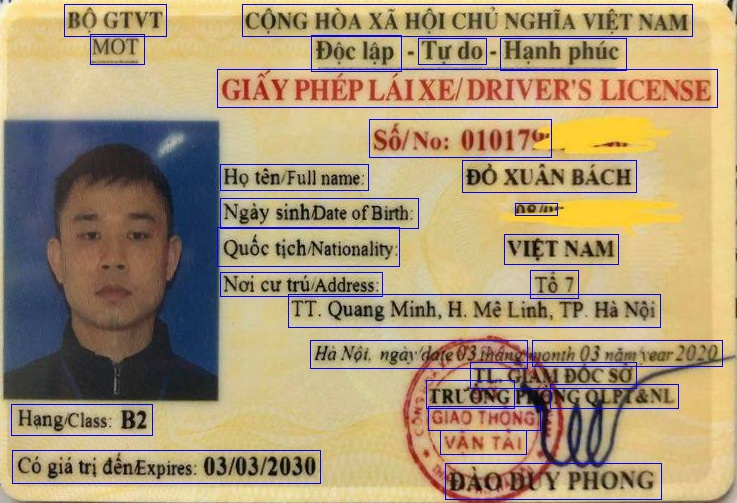 BỘ GTVT
MOT
CỘNG HÒA XÃ HỘI CHỦ NGHĨA VIỆT NAM
Độc lập - Tự do - Hạnh phúc
GIẤY PHÉP LÁI XE/DRIVER'S LICENSE
Số/No:
Họ tên/Full name: ĐỎ XUÂN BÁCH
Ngày sinh/Date of Birth:
Quốc tịch/Nationality: VIỆT NAM
Nơi cư trú/Address: Tổ 7
TT. Quang Minh, H. Mê Linh, TP. Hà Nội
Hà Nội, ngày/date 03 tháng/month 03 năm/year 2020
TL. GIÁM ĐỐC SỞ
TRƯỞNG PHÒNG QLPT&NL
GIAO THÔNG
VẬN TẢI
Hạng/Class: B2
Có giá trị đến/Expires: 03/03/2030
ĐÀO DUY PHONG